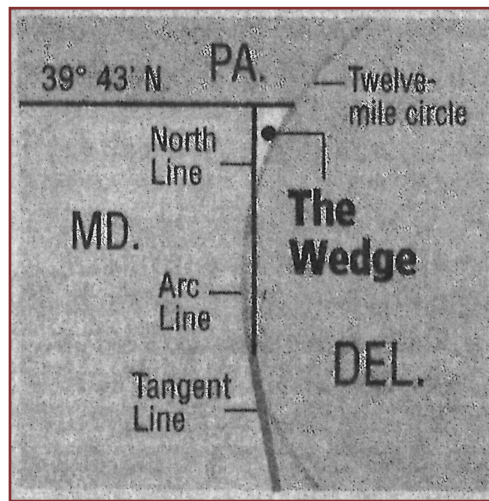 PA.
39° 43' N.
Twelve-
mile circle
North
Line
The
Wedge
MD.
Arc
Line
DEL.
Tangent
Line